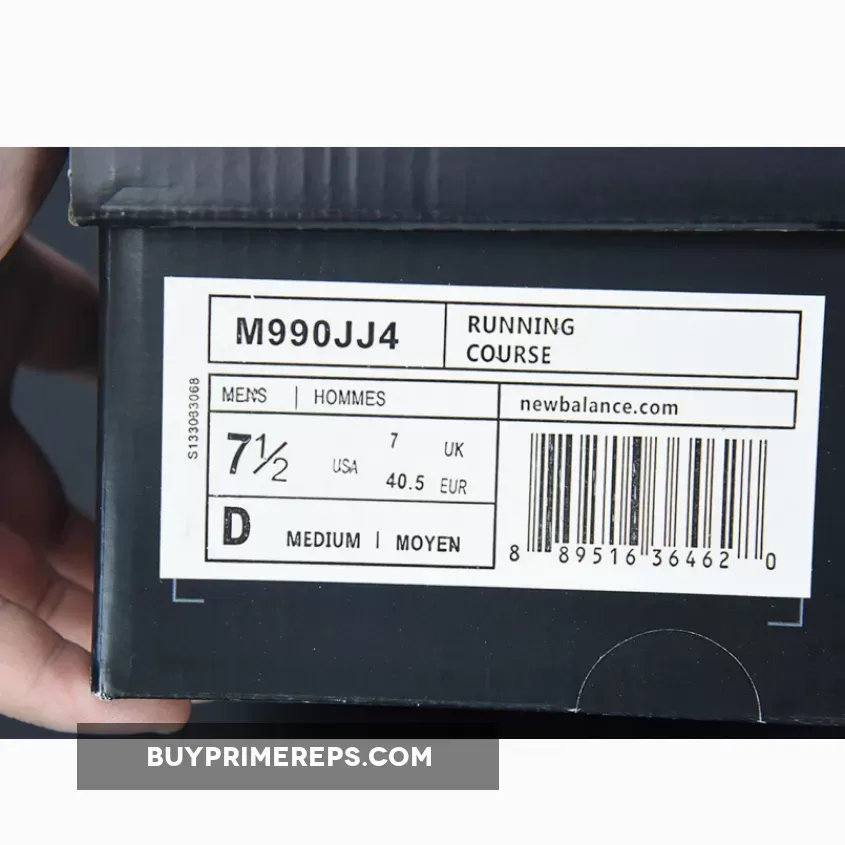 M990JJ4
RUNNING
COURSE
MENS | HOMMES
newbalance.com
7½ USA 7 UK
40.5 EUR
D MEDIUM | MOYEN
8 89516 36462 0
S133063068
BUYPRIMEREPS.COM